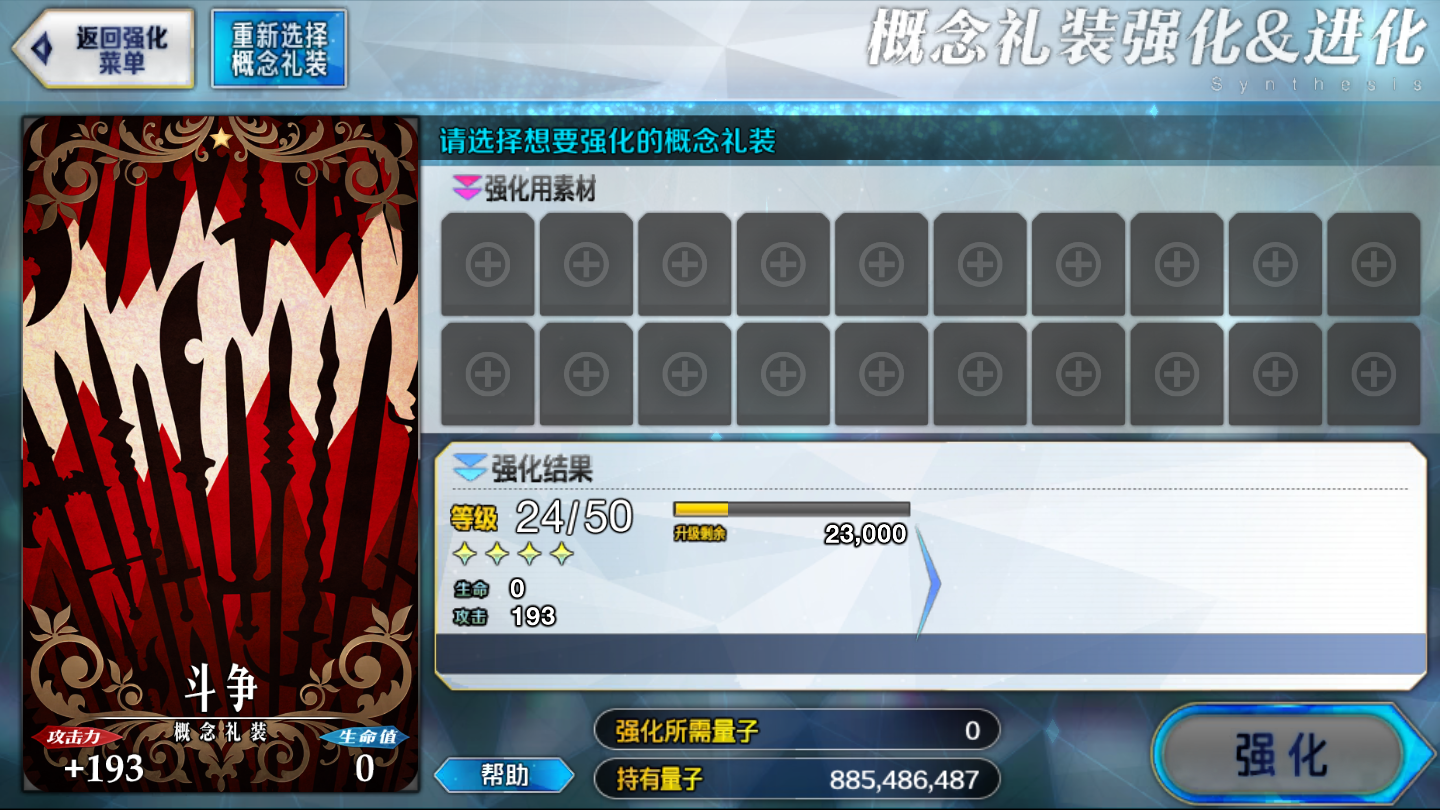 返回强化
菜单
重新选择
概念礼装
概念礼装强化&进化
Synthesis
请选择想要强化的概念礼装
强化用素材
强化结果
等级 24/50
升级剩余 23,000
生命 0
攻击 193
斗争
概念礼装
攻击力 生命值
+193 0
强化所需量子 0
帮助
持有量子 885,486,487
强化